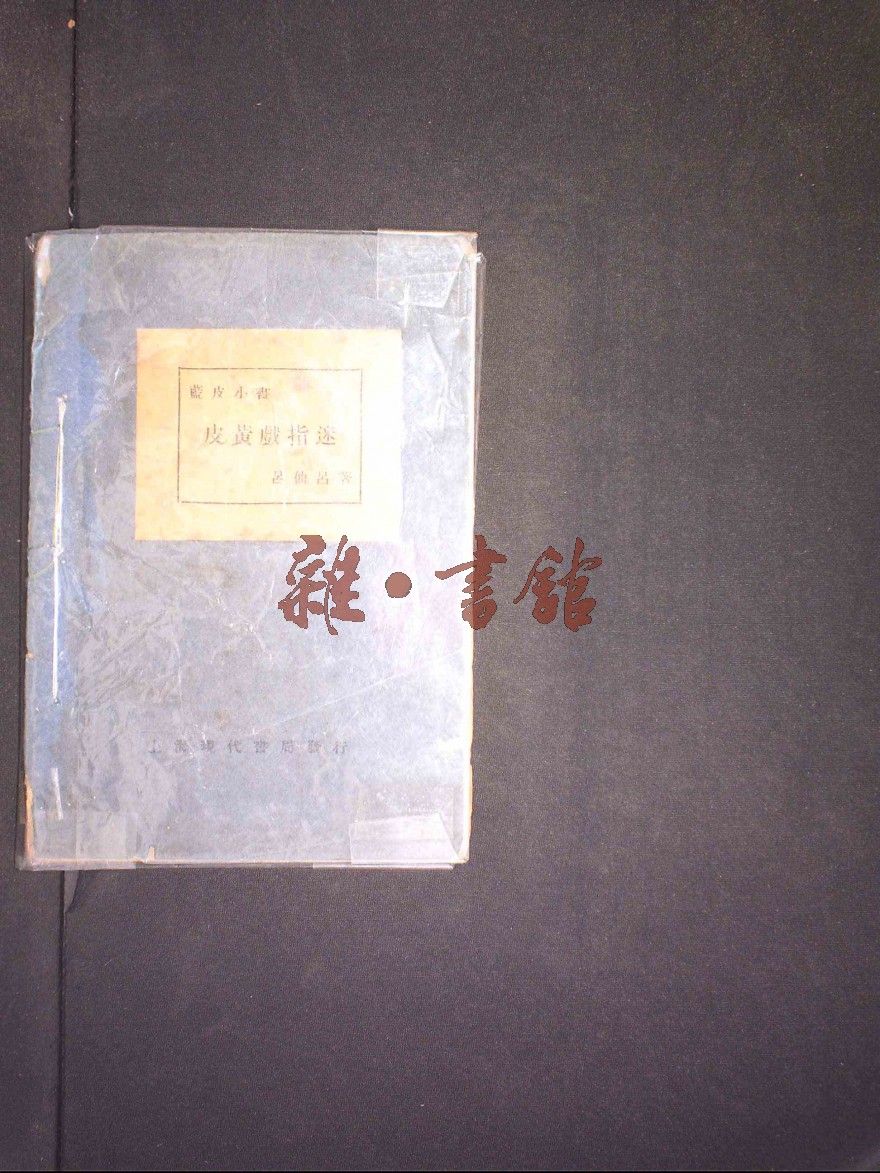 藍皮小書
皮黃戲指迷
呂仙呂著
上海現代書局發行
雜·書館